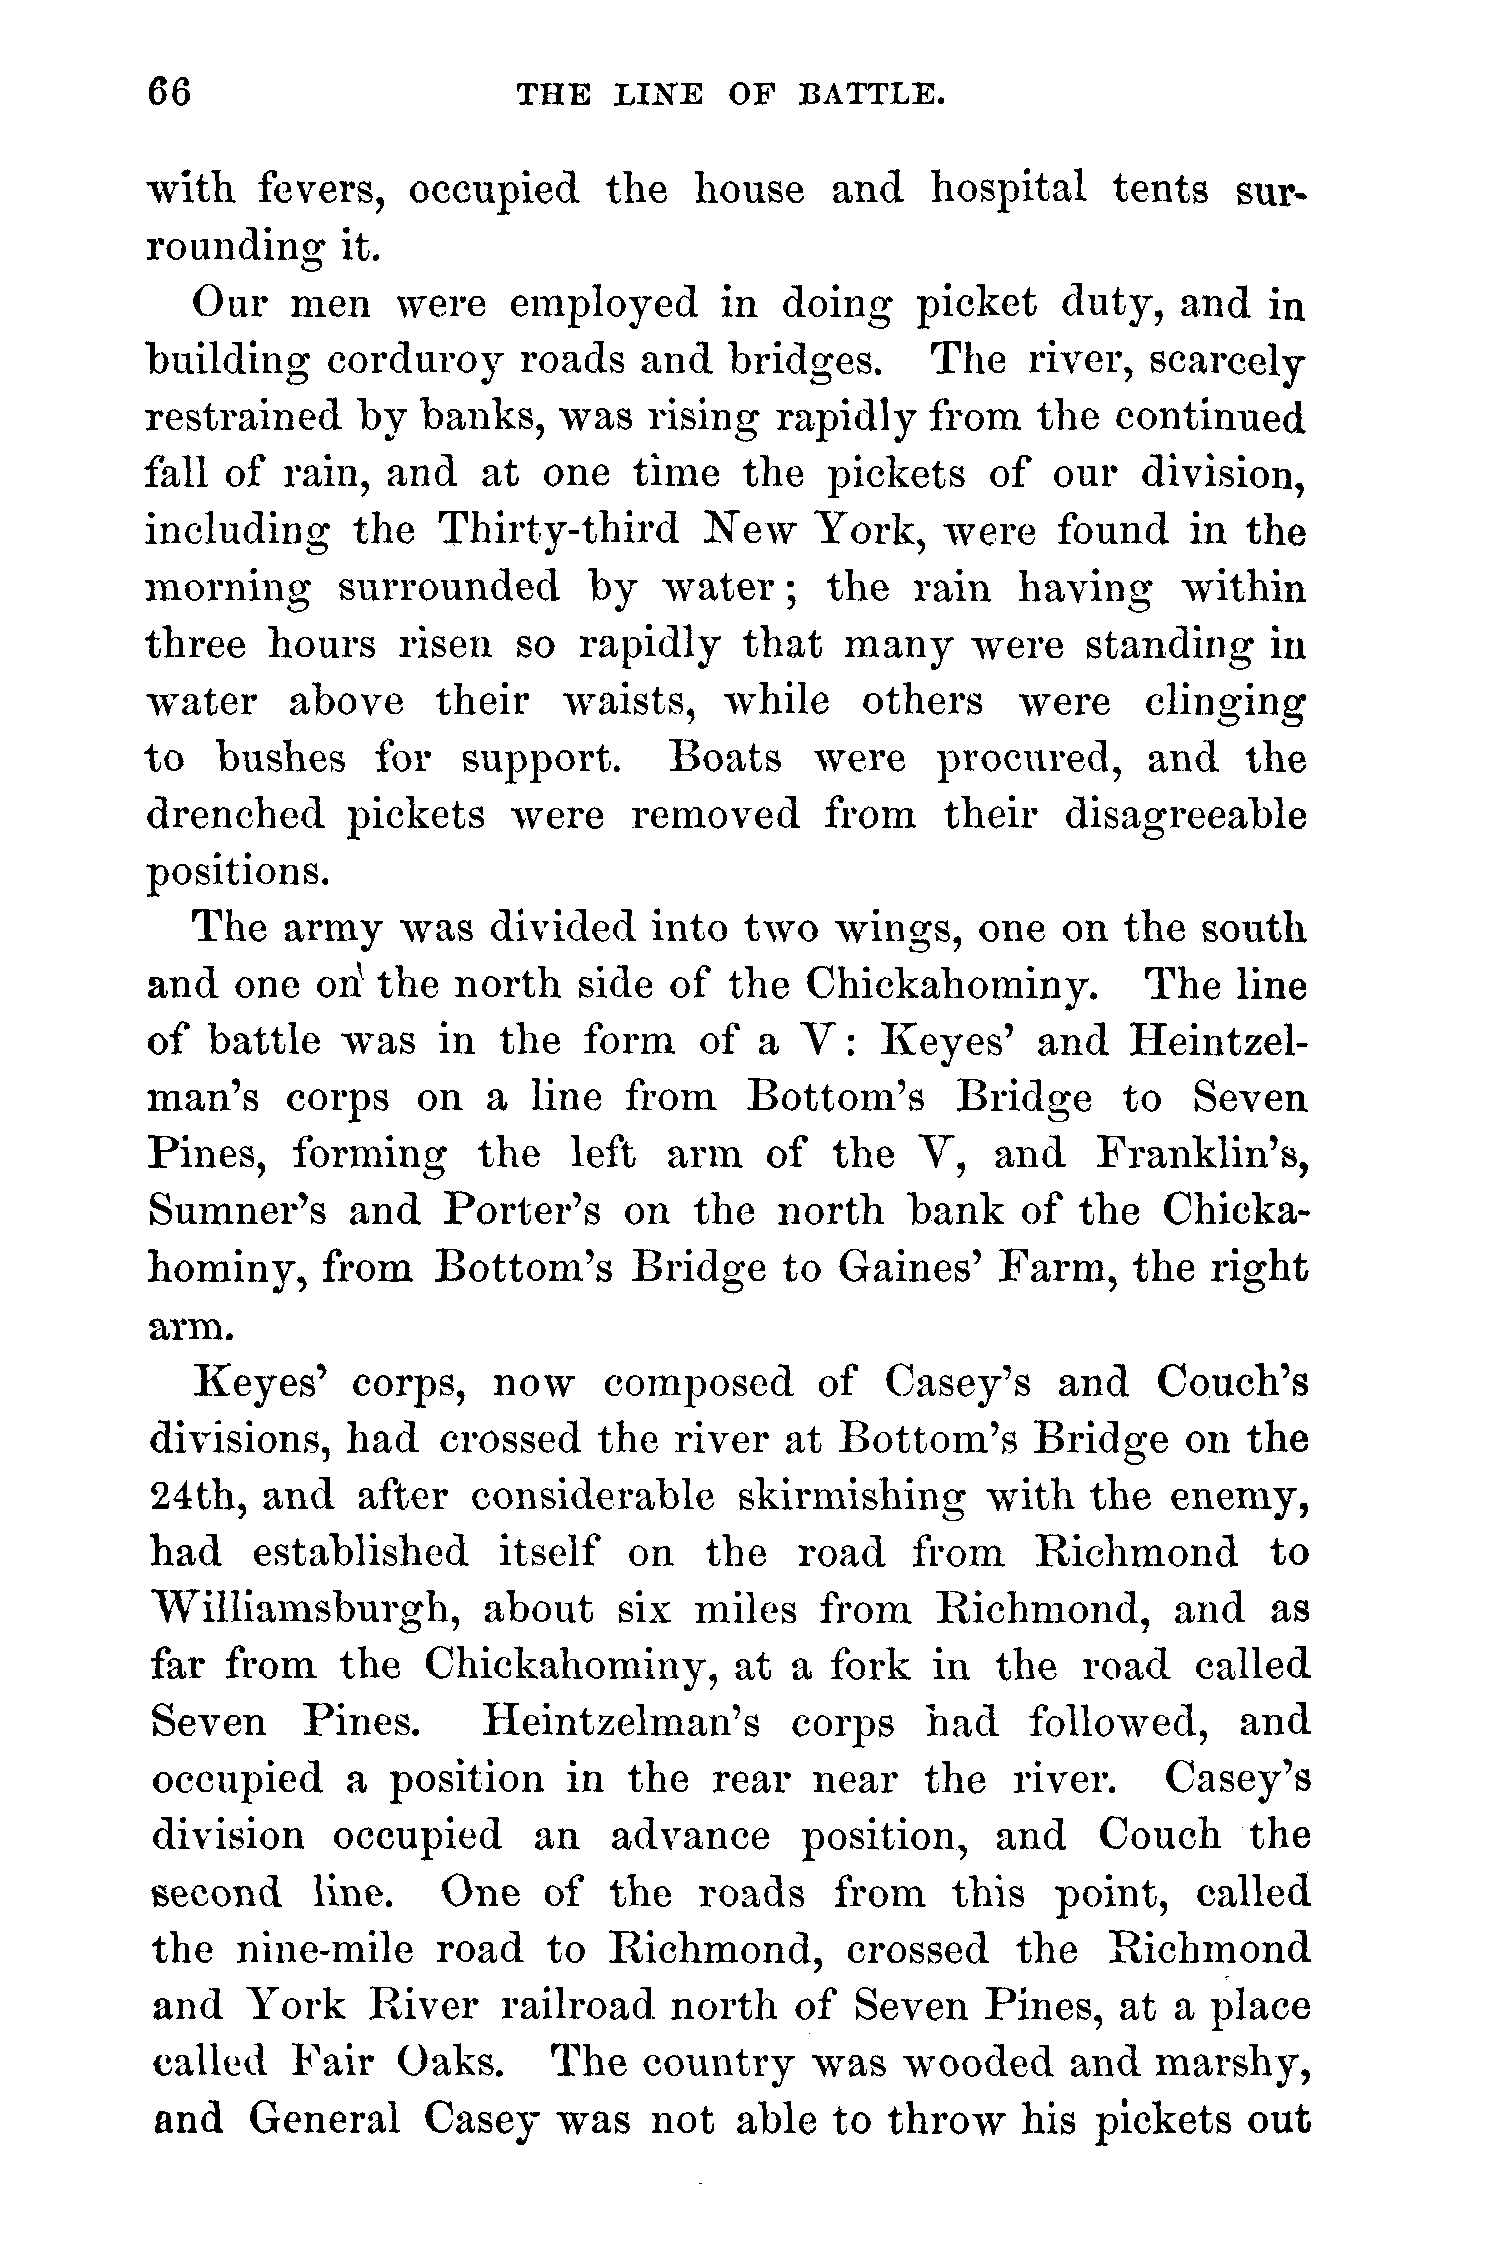 66 THE LINE OF BATTLE.
with fevers, occupied the house and hospital tents sur-
rounding it.
Our men were employed in doing picket duty, and in
building corduroy roads and bridges. The river, scarcely
restrained by banks, was rising rapidly from the continued
fall of rain, and at one time the pickets of our division,
including the Thirty-third New York, were found in the
morning surrounded by water; the rain having within
three hours risen so rapidly that many were standing in
water above their waists, while others were clinging
to bushes for support. Boats were procured, and the
drenched pickets were removed from their disagreeable
positions.
The army was divided into two wings, one on the south
and one on the north side of the Chickahominy. The line
of battle was in the form of a V: Keyes' and Heintzel-
man's corps on a line from Bottom's Bridge to Seven
Pines, forming the left arm of the V, and Franklin's,
Sumner's and Porter's on the north bank of the Chicka-
hominy, from Bottom's Bridge to Gaines' Farm, the right
arm.
Keyes' corps, now composed of Casey's and Couch's
divisions, had crossed the river at Bottom's Bridge on the
24th, and after considerable skirmishing with the enemy,
had established itself on the road from Richmond to
Williamsburgh, about six miles from Richmond, and as
far from the Chickahominy, at a fork in the road called
Seven Pines. Heintzelman's corps had followed, and
occupied a position in the rear near the river. Casey's
division occupied an advance position, and Couch the
second line. One of the roads from this point, called
the nine-mile road to Richmond, crossed the Richmond
and York River railroad north of Seven Pines, at a place
called Fair Oaks. The country was wooded and marshy,
and General Casey was not able to throw his pickets out